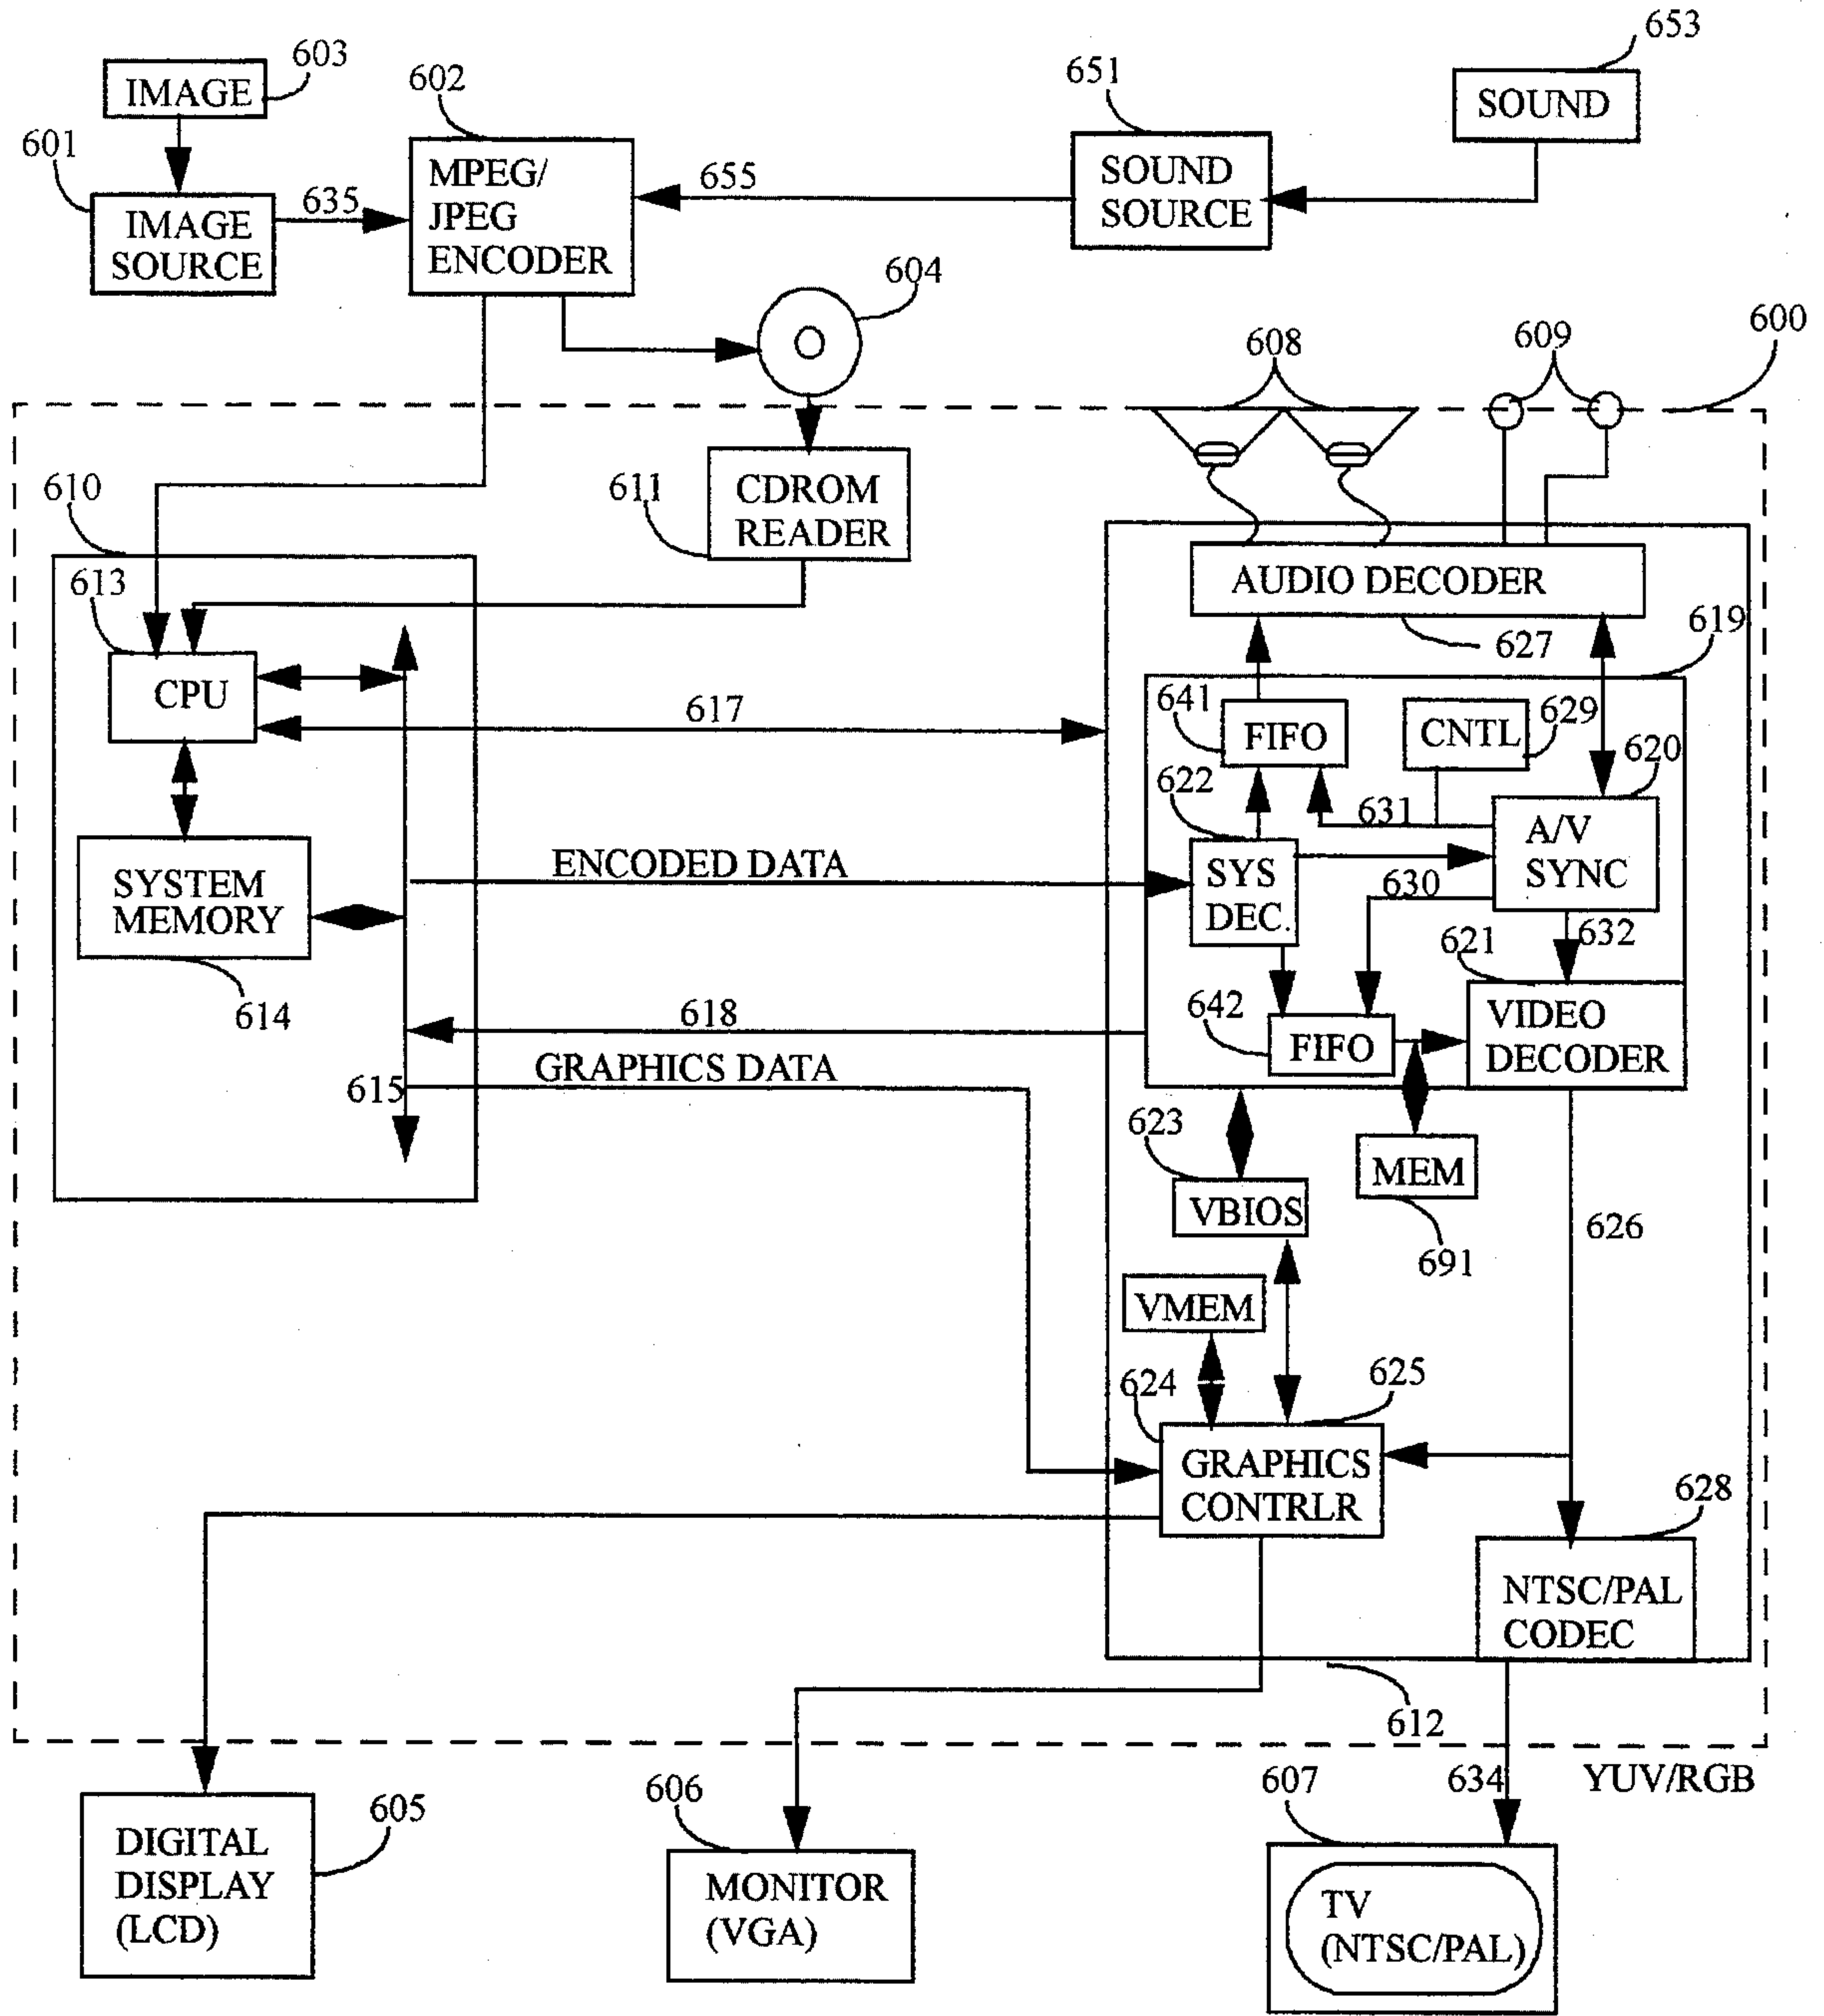 653
603
IMAGE
602
651
SOUND
601
MPEG/
JPEG
ENCODER
655
SOUND
SOURCE
635
IMAGE
SOURCE
604
608
609
600
610
611
CDROM
READER
613
AUDIO DECODER
619
627
CPU
617
641
FIFO
CNTL
629
620
622
631
A/V
SYNC
ENCODED DATA
SYSTEM
MEMORY
SYS
DEC.
630
632
621
614
618
642
FIFO
VIDEO
DECODER
GRAPHICS DATA
615
623
MEM
VBIOS
626
691
VMEM
624
625
GRAPHICS
CONTRLR
628
NTSC/PAL
CODEC
612
634
YUV/RGB
607
606
605
DIGITAL
DISPLAY
(LCD)
MONITOR
(VGA)
TV
(NTSC/PAL)